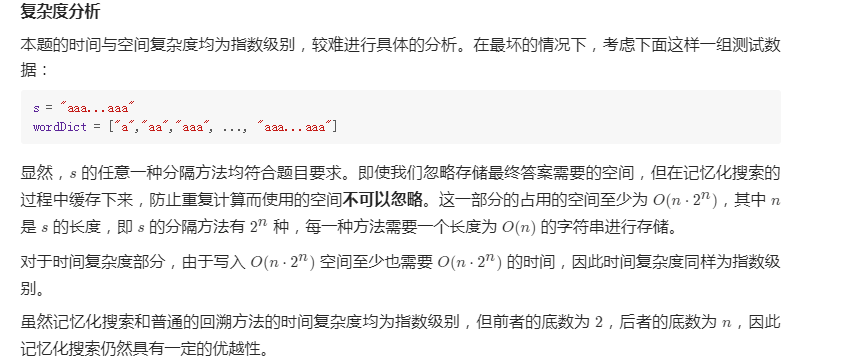 复杂度分析
本题的时间与空间复杂度均为指数级别，较难进行具体的分析。在最坏的情况下，考虑下面这样一组测试数
据：
s = "aaa...aaa"
wordDict = ["a","aa","aaa", ..., "aaa...aaa"]
显然，s 的任意一种分隔方法均符合题目要求。即使我们忽略存储最终答案需要的空间，但在记忆化搜索的
过程中缓存下来，防止重复计算而使用的空间不可以忽略。这一部分的占用的空间至少为 O(n · 2ⁿ)，其中 n
是 s 的长度，即 s 的分隔方法有 2ⁿ 种，每一种方法需要一个长度为 O(n) 的字符串进行存储。
对于时间复杂度部分，由于写入 O(n · 2ⁿ) 空间至少也需要 O(n · 2ⁿ) 的时间，因此时间复杂度同样为指数级
别。
虽然记忆化搜索和普通的回溯方法的时间复杂度均为指数级别，但前者的底数为 2，后者的底数为 n，因此
记忆化搜索仍然具有一定的优越性。